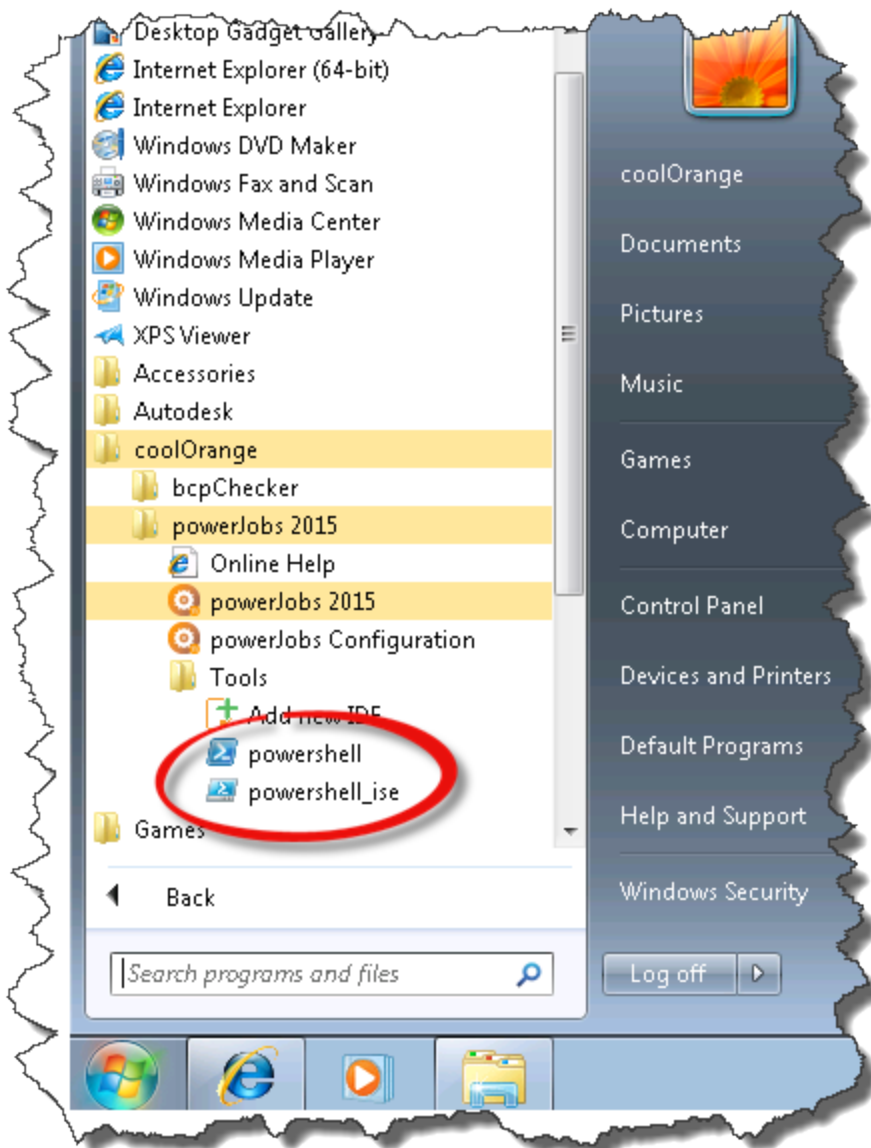 Desktop Gadget Gallery
Internet Explorer (64-bit)
Internet Explorer
Windows DVD Maker
Windows Fax and Scan
Windows Media Center
Windows Media Player
Windows Update
XPS Viewer
Accessories
Autodesk
coolOrange
bcpChecker
powerJobs 2015
Online Help
powerJobs 2015
powerJobs Configuration
Tools
Add new IDE
powershell
powershell_ise
Games
Back
Search programs and files
coolOrange
Documents
Pictures
Music
Games
Computer
Control Panel
Devices and Printers
Default Programs
Help and Support
Windows Security
Log off